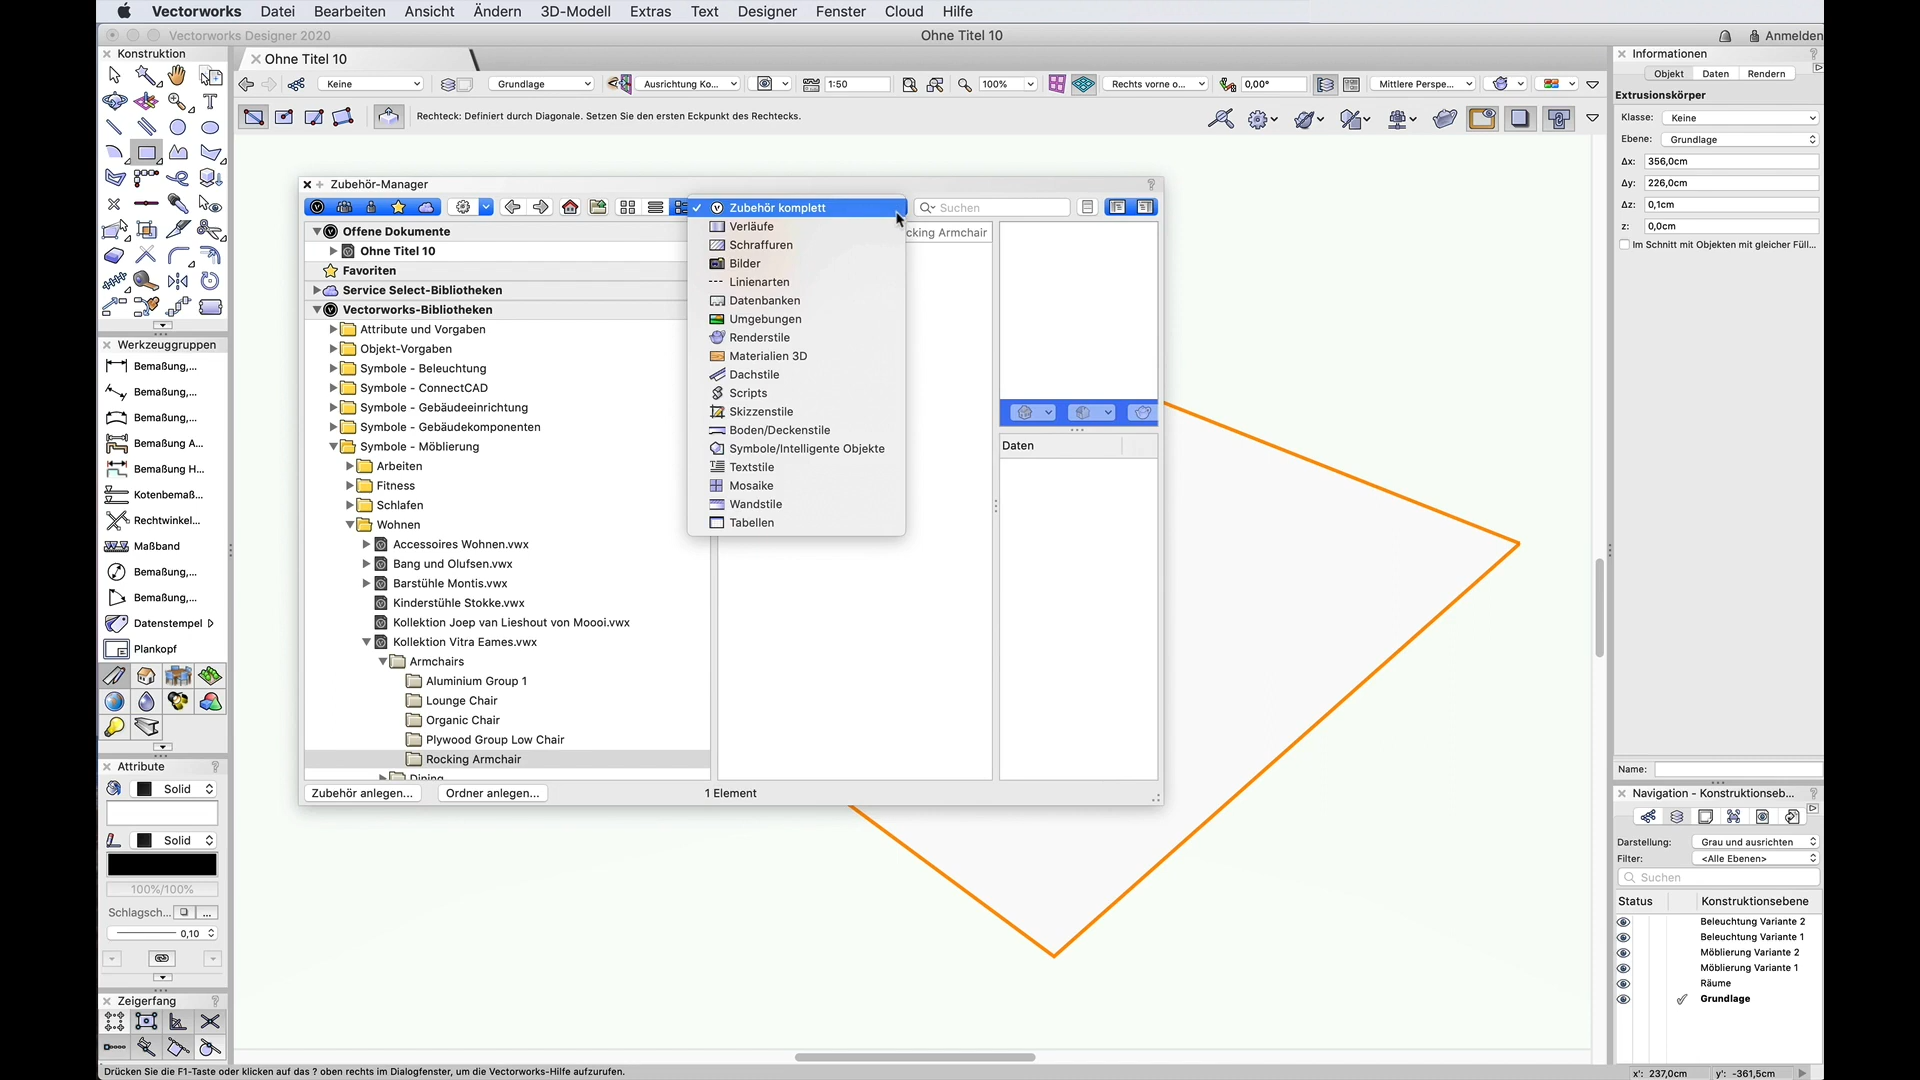 Vectorworks Datei Bearbeiten Ansicht Ändern 3D-Modell Extras Text Designer Fenster Cloud Hilfe
Vectorworks Designer 2020
Ohne Titel 10
Anmelden
Konstruktion
Ohne Titel 10
Keine
Grundlage
Ausrichtung Ko...
1:50
100%
Rechts vorne o...
0,00°
Mittlere Perspe...
Rechteck: Definiert durch Diagonale. Setzen Sie den ersten Eckpunkt des Rechtecks.
Werkzeuggruppen
Bemaßung,...
Bemaßung,...
Bemaßung,...
Bemaßung A...
Bemaßung H...
Kotenbemaß...
Rechtwinkel...
Maßband
Bemaßung,...
Bemaßung,...
Datenstempel
Plankopf
Attribute ?
Solid
Solid
100%/100%
Schlagsch... ...
0,10
Zeigerfang ?
Zubehör-Manager ?
Suchen
Offene Dokumente
Ohne Titel 10
Favoriten
Service Select-Bibliotheken
Vectorworks-Bibliotheken
Attribute und Vorgaben
Objekt-Vorgaben
Symbole - Beleuchtung
Symbole - ConnectCAD
Symbole - Gebäudeeinrichtung
Symbole - Gebäudekomponenten
Symbole - Möblierung
Arbeiten
Fitness
Schlafen
Wohnen
Accessoires Wohnen.vwx
Bang und Olufsen.vwx
Barstühle Montis.vwx
Kinderstühle Stokke.vwx
Kollektion Joep van Lieshout von Moooi.vwx
Kollektion Vitra Eames.vwx
Armchairs
Aluminium Group 1
Lounge Chair
Organic Chair
Plywood Group Low Chair
Rocking Armchair
Dining
Zubehör komplett
Verläufe
Schraffuren
Bilder
Linienarten
Datenbanken
Umgebungen
Renderstile
Materialien 3D
Dachstile
Scripts
Skizzenstile
Boden/Deckenstile
Symbole/Intelligente Objekte
Textstile
Mosaike
Wandstile
Tabellen
cking Armchair
Daten
Zubehör anlegen...
Ordner anlegen...
1 Element
Informationen ?
Objekt Daten Rendern
Extrusionskörper
Klasse: Keine
Ebene: Grundlage
Δx: 356,0cm
Δy: 226,0cm
Δz: 0,1cm
z: 0,0cm
Im Schnitt mit Objekten mit gleicher Füll...
Name:
Navigation - Konstruktionseb... ?
Darstellung: Grau und ausrichten
Filter: <Alle Ebenen>
Suchen
Status Konstruktionsebene
Beleuchtung Variante 2
Beleuchtung Variante 1
Möblierung Variante 2
Möblierung Variante 1
Räume
Grundlage
Drücken Sie die F1-Taste oder klicken auf das ? oben rechts im Dialogfenster, um die Vectorworks-Hilfe aufzurufen.
x': 237,0cm y': -361,5cm